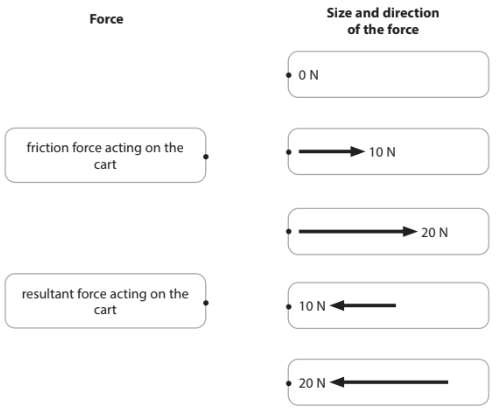 Force
Size and direction
of the force
0 N
friction force acting on the
cart
10 N
20 N
resultant force acting on the
cart
10 N
20 N